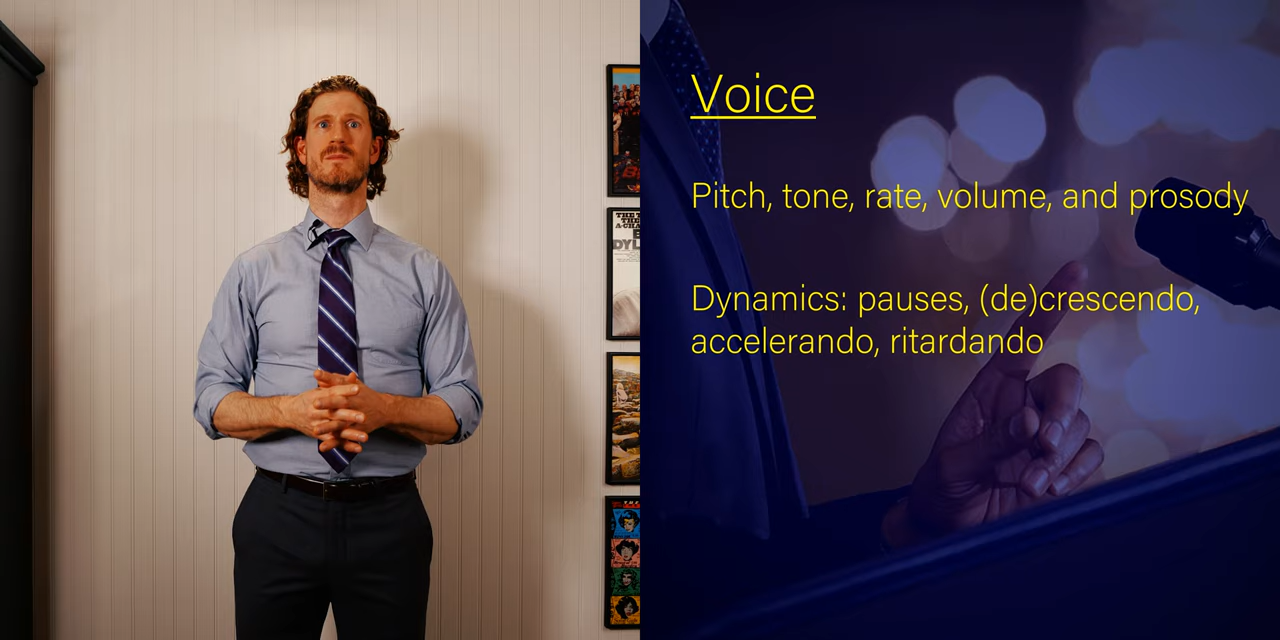 Voice
Pitch, tone, rate, volume, and prosody
Dynamics: pauses, (de)crescendo,
accelerando, ritardando